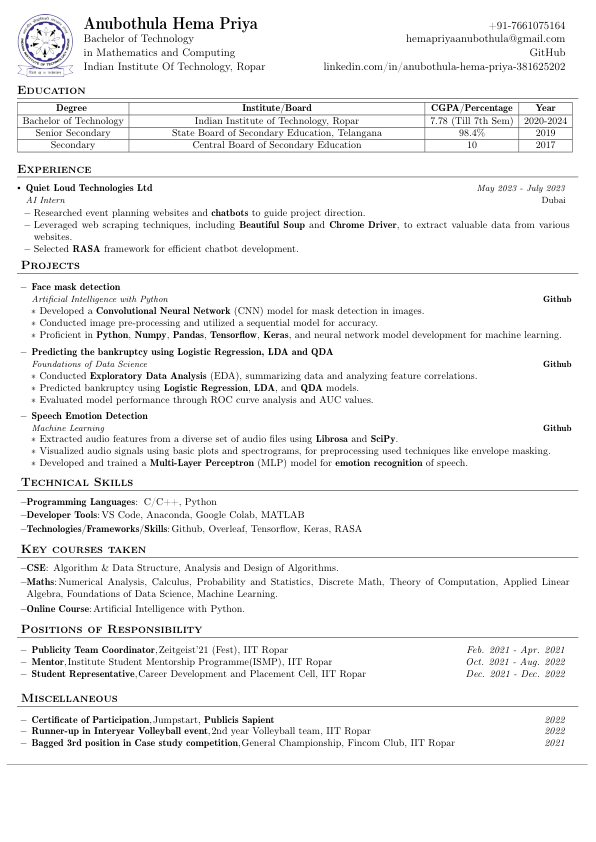 Anubothula Hema Priya
Bachelor of Technology
in Mathematics and Computing
Indian Institute Of Technology, Ropar
+91-7661075164
hemapriyaanubothula@gmail.com
GitHub
linkedin.com/in/anubothula-hema-priya-381625202
Education
Degree Institute/Board CGPA/Percentage Year
Bachelor of Technology Indian Institute of Technology, Ropar 7.78 (Till 7th Sem) 2020-2024
Senior Secondary State Board of Secondary Education, Telangana 98.4% 2019
Secondary Central Board of Secondary Education 10 2017
Experience
• Quiet Loud Technologies Ltd May 2023 - July 2023
AI Intern Dubai
– Researched event planning websites and chatbots to guide project direction.
– Leveraged web scraping techniques, including Beautiful Soup and Chrome Driver, to extract valuable data from various
websites.
– Selected RASA framework for efficient chatbot development.
Projects
– Face mask detection
Artificial Intelligence with Python Github
∗ Developed a Convolutional Neural Network (CNN) model for mask detection in images.
∗ Conducted image pre-processing and utilized a sequential model for accuracy.
∗ Proficient in Python, Numpy, Pandas, Tensorflow, Keras, and neural network model development for machine learning.
– Predicting the bankruptcy using Logistic Regression, LDA and QDA
Foundations of Data Science Github
∗ Conducted Exploratory Data Analysis (EDA), summarizing data and analyzing feature correlations.
∗ Predicted bankruptcy using Logistic Regression, LDA, and QDA models.
∗ Evaluated model performance through ROC curve analysis and AUC values.
– Speech Emotion Detection
Machine Learning Github
∗ Extracted audio features from a diverse set of audio files using Librosa and SciPy.
∗ Visualized audio signals using basic plots and spectrograms, for preprocessing used techniques like envelope masking.
∗ Developed and trained a Multi-Layer Perceptron (MLP) model for emotion recognition of speech.
Technical Skills
–Programming Languages: C/C++, Python
–Developer Tools: VS Code, Anaconda, Google Colab, MATLAB
–Technologies/Frameworks/Skills: Github, Overleaf, Tensorflow, Keras, RASA
Key courses taken
–CSE: Algorithm & Data Structure, Analysis and Design of Algorithms.
–Maths: Numerical Analysis, Calculus, Probability and Statistics, Discrete Math, Theory of Computation, Applied Linear
Algebra, Foundations of Data Science, Machine Learning.
–Online Course: Artificial Intelligence with Python.
Positions of Responsibility
– Publicity Team Coordinator,Zeitgeist'21 (Fest), IIT Ropar Feb. 2021 - Apr. 2021
– Mentor,Institute Student Mentorship Programme(ISMP), IIT Ropar Oct. 2021 - Aug. 2022
– Student Representative,Career Development and Placement Cell, IIT Ropar Dec. 2021 - Dec. 2022
Miscellaneous
– Certificate of Participation,Jumpstart, Publicis Sapient 2022
– Runner-up in Interyear Volleyball event,2nd year Volleyball team, IIT Ropar 2022
– Bagged 3rd position in Case study competition,General Championship, Fincom Club, IIT Ropar 2021